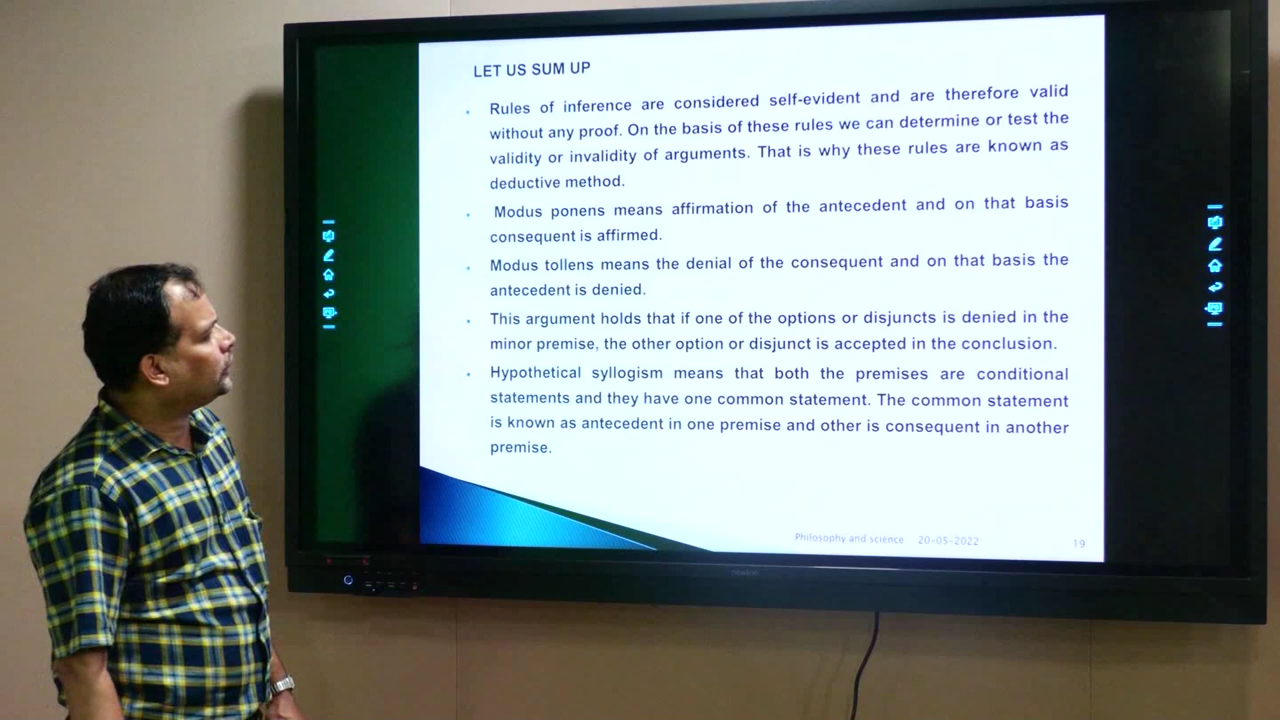 LET US SUM UP
Rules of inference are considered self-evident and are therefore valid
without any proof. On the basis of these rules we can determine or test the
validity or invalidity of arguments. That is why these rules are known as
deductive method.
Modus ponens means affirmation of the antecedent and on that basis
consequent is affirmed.
Modus tollens means the denial of the consequent and on that basis the
antecedent is denied.
This argument holds that if one of the options or disjuncts is denied in the
minor premise, the other option or disjunct is accepted in the conclusion.
Hypothetical syllogism means that both the premises are conditional
statements and they have one common statement. The common statement
is known as antecedent in one premise and other is consequent in another
premise.
Philosophy and science 20-05-2022 19